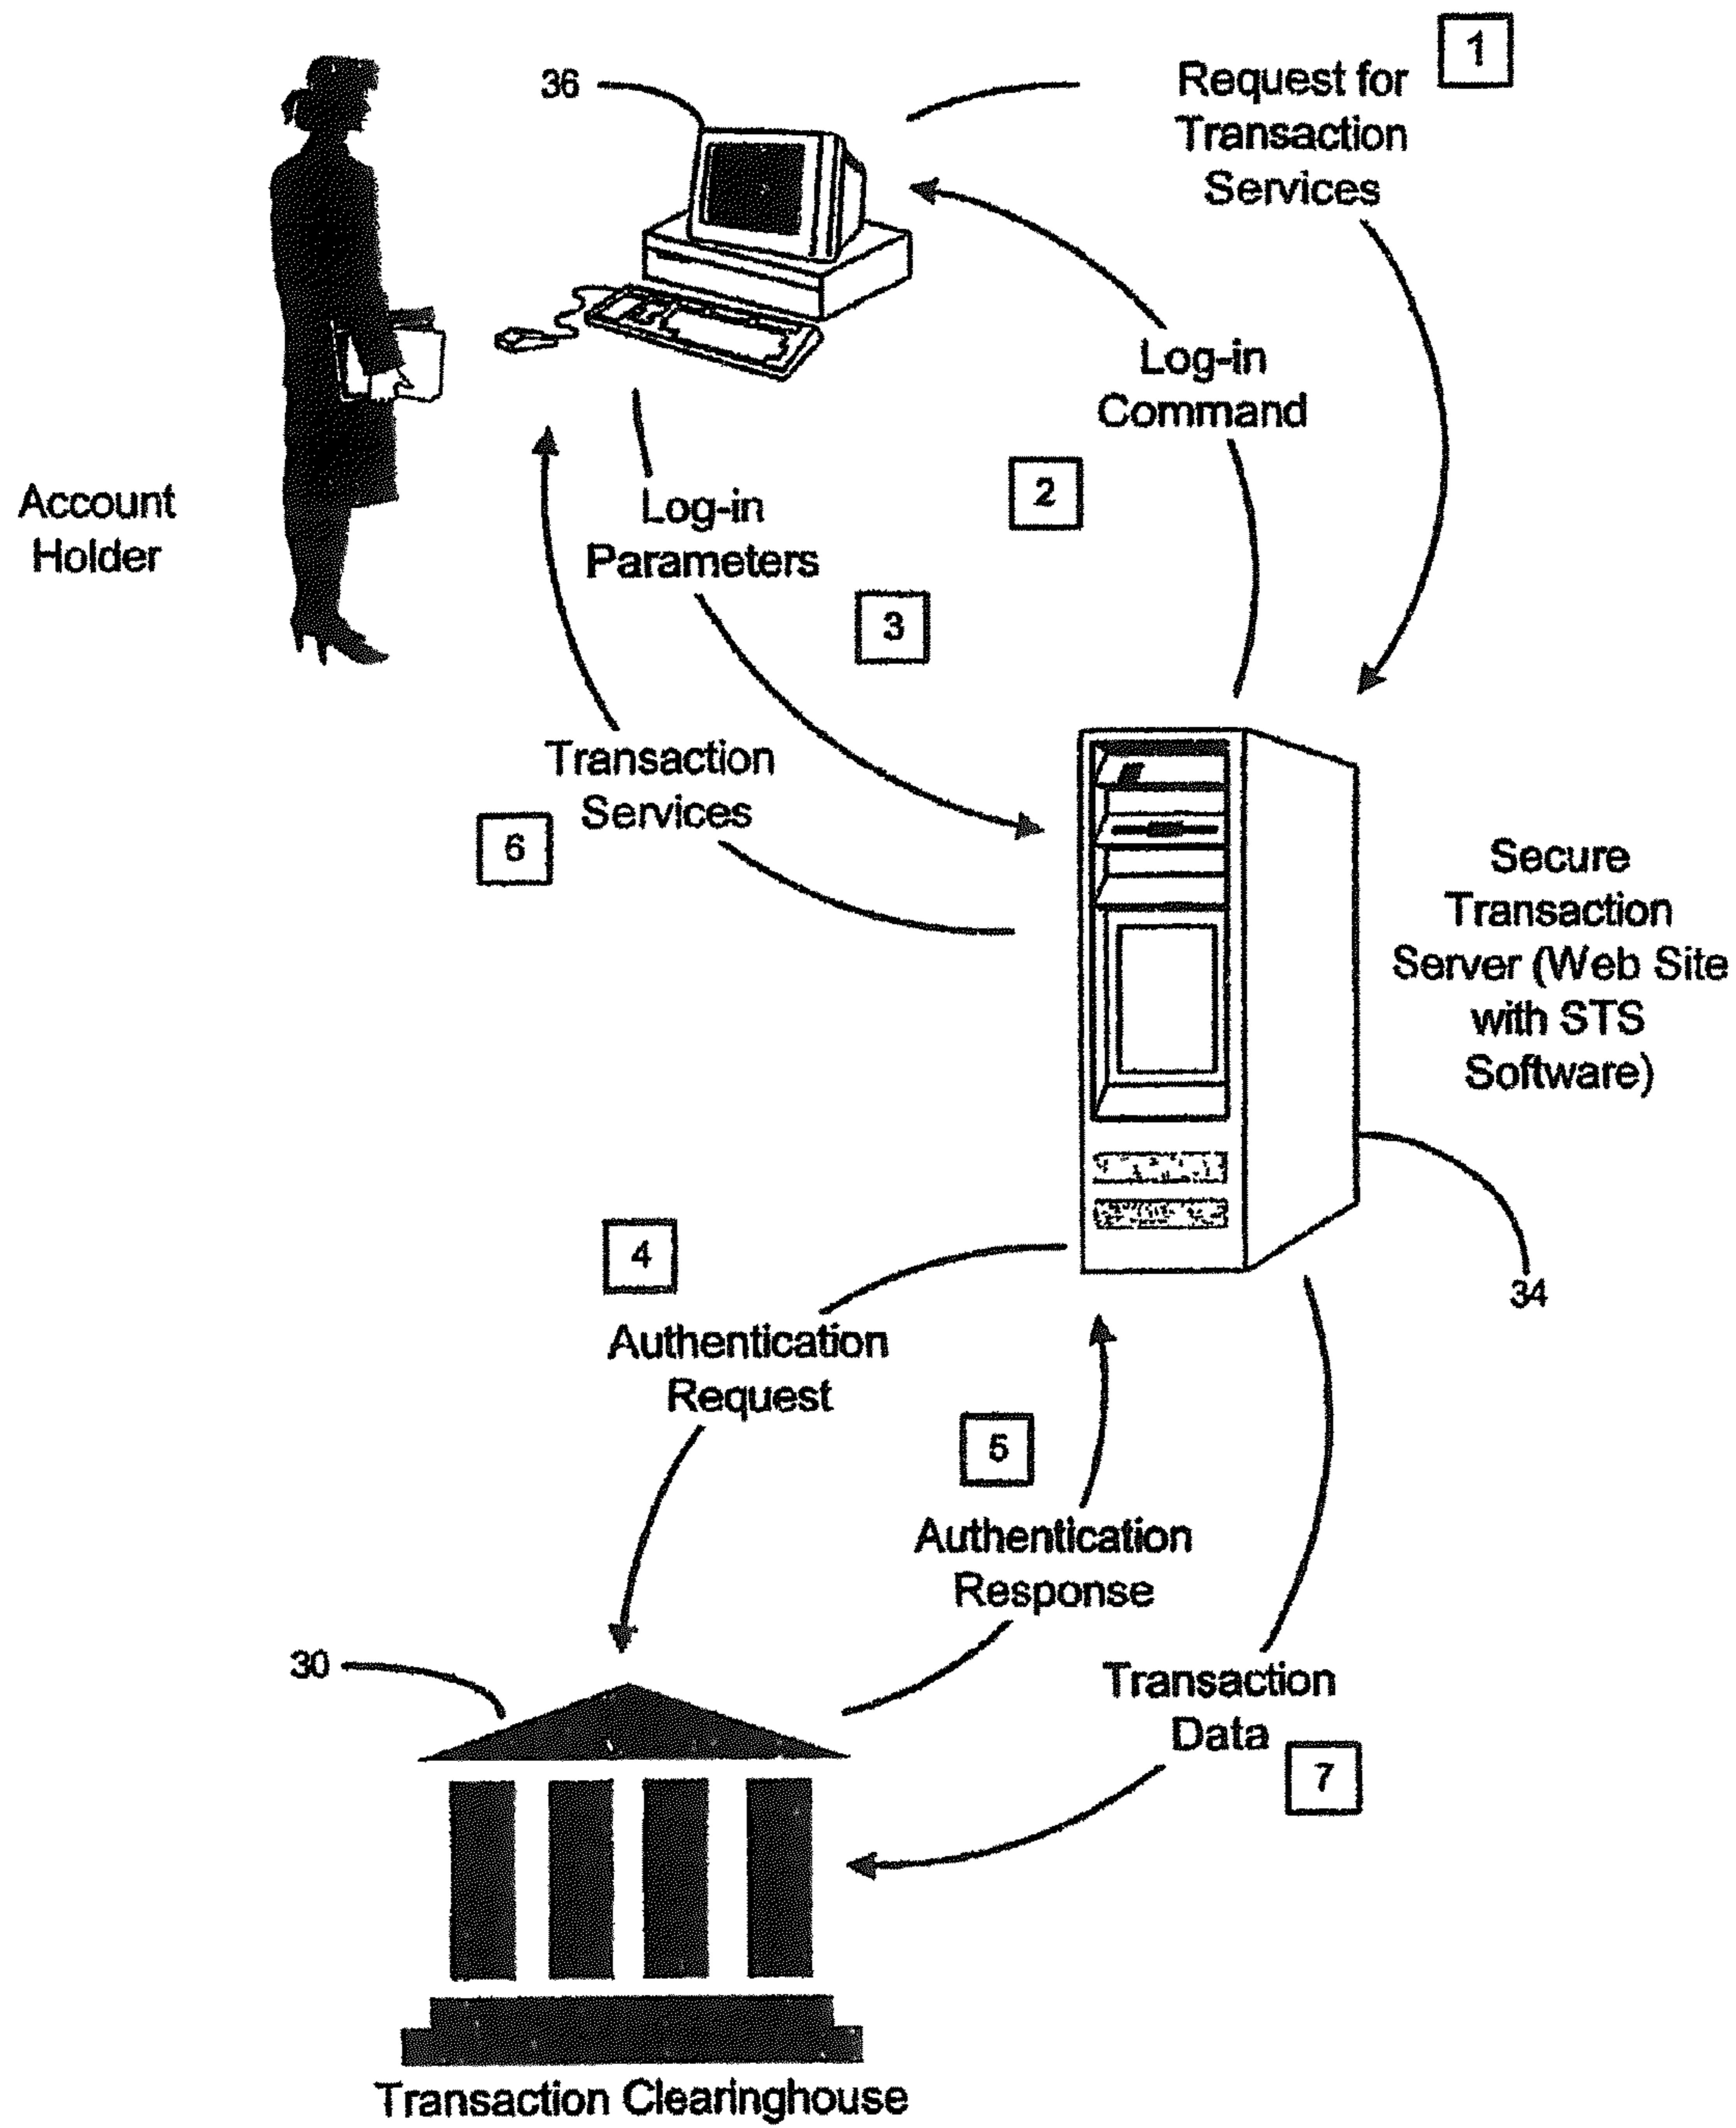 1
Request for
Transaction
Services
36
Log-in
Command
2
Account
Holder
Log-in
Parameters
3
Transaction
Services
6
Secure
Transaction
Server (Web Site
with STS
Software)
34
4
Authentication
Request
5
Authentication
Response
30
Transaction
Data
7
Transaction Clearinghouse